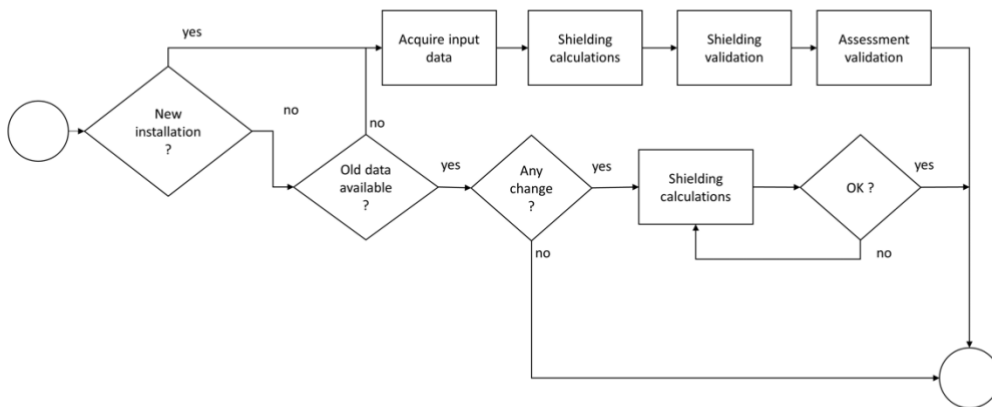 yes
Acquire input
data
Shielding
calculations
Shielding
validation
Assessment
validation
New
installation
?
no
no
Old data
available
?
yes
Any
change
?
yes
Shielding
calculations
OK ?
yes
no
no